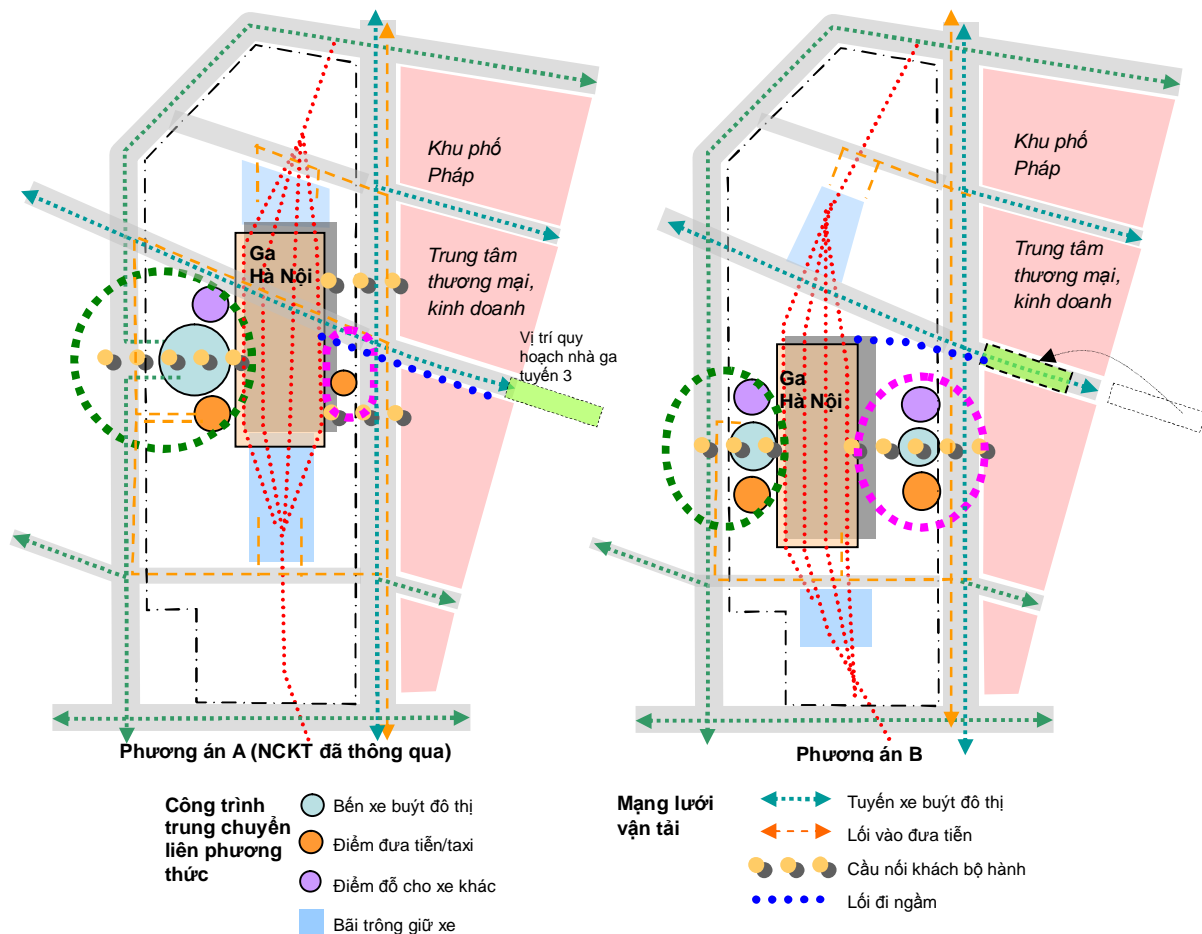 Khu phố
Pháp
Ga
Hà Nội
Trung tâm
thương mại,
kinh doanh
Vị trí quy
hoạch nhà ga
tuyến 3
Phương án A (NCKT đã thông qua)
Khu phố
Pháp
Trung tâm
thương mại,
kinh doanh
Ga
Hà Nội
Phương án B
Công trình
trung chuyển
liên phương
thức
Bến xe buýt đô thị
Điểm đưa tiễn/taxi
Điểm đỗ cho xe khác
Bãi trông giữ xe
Mạng lưới
vận tải
Tuyến xe buýt đô thị
Lối vào đưa tiễn
Cầu nối khách bộ hành
Lối đi ngầm